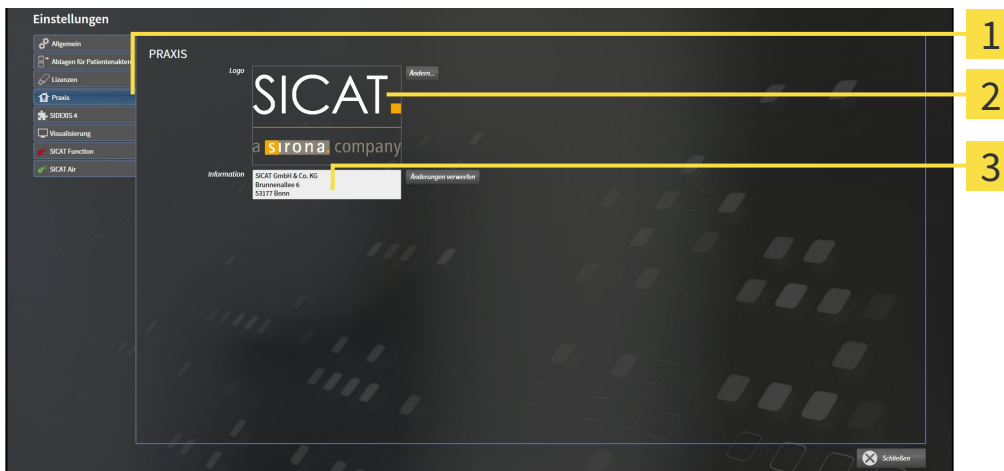 Einstellungen
Allgemein
Ablagen für Patientenakten
Lizenzen
Praxis
SIDEXIS 4
Visualisierung
SICAT Function
SICAT Air
PRAXIS
Logo
SICAT.
a sirona. company
Ändern...
Information
SICAT GmbH & Co. KG
Brunnenallee 6
53177 Bonn
Änderungen verwerfen
Schließen
1
2
3